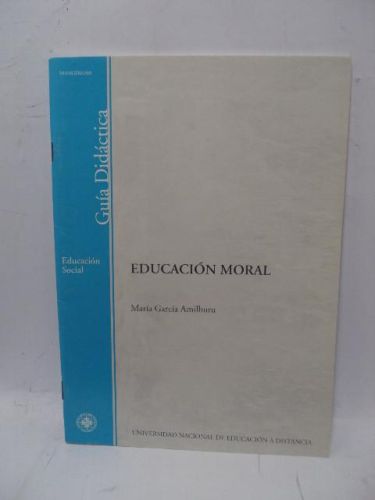 Guía Didáctica
Educación
Social
EDUCACIÓN MORAL
María García Amilburu
UNIVERSIDAD NACIONAL DE EDUCACIÓN A DISTANCIA